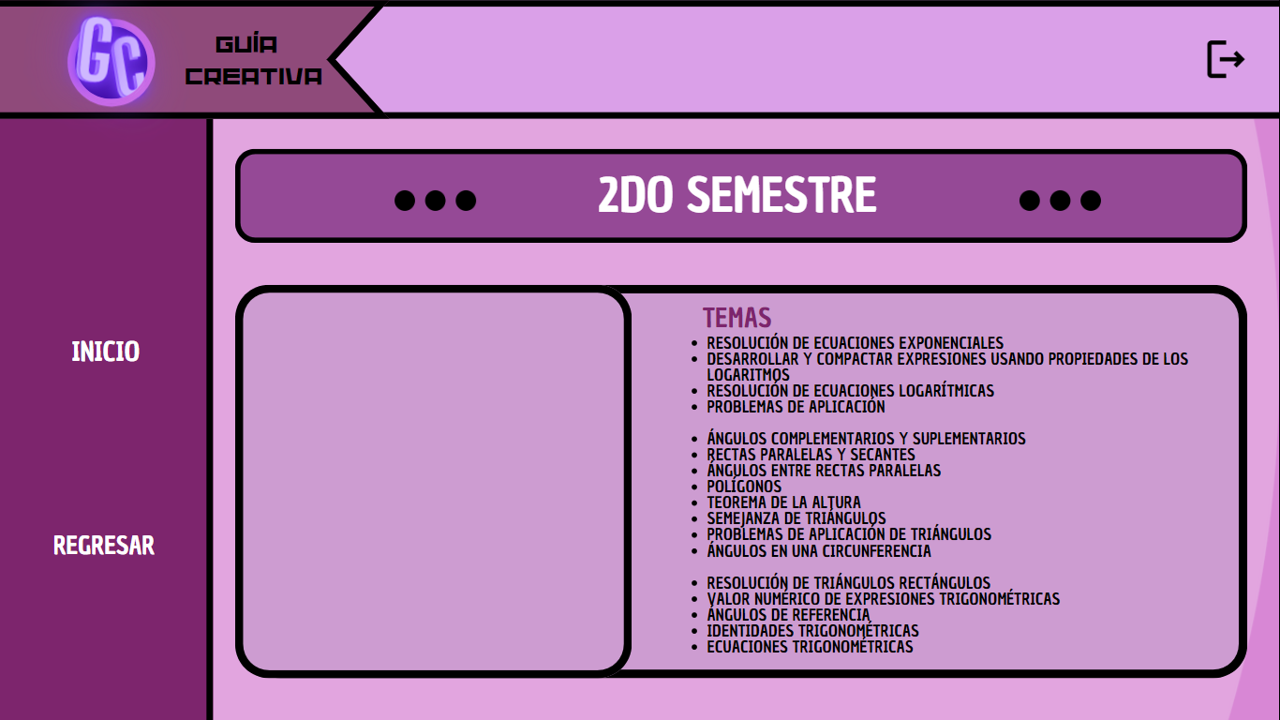 GC
GUÍA
CREATIVA
2DO SEMESTRE
INICIO
REGRESAR
TEMAS
• RESOLUCIÓN DE ECUACIONES EXPONENCIALES
• DESARROLLAR Y COMPACTAR EXPRESIONES USANDO PROPIEDADES DE LOS
LOGARITMOS
• RESOLUCIÓN DE ECUACIONES LOGARÍTMICAS
• PROBLEMAS DE APLICACIÓN
• ÁNGULOS COMPLEMENTARIOS Y SUPLEMENTARIOS
• RECTAS PARALELAS Y SECANTES
• ÁNGULOS ENTRE RECTAS PARALELAS
• POLÍGONOS
• TEOREMA DE LA ALTURA
• SEMEJANZA DE TRIÁNGULOS
• PROBLEMAS DE APLICACIÓN DE TRIÁNGULOS
• ÁNGULOS EN UNA CIRCUNFERENCIA
• RESOLUCIÓN DE TRIÁNGULOS RECTÁNGULOS
• VALOR NUMÉRICO DE EXPRESIONES TRIGONOMÉTRICAS
• ÁNGULOS DE REFERENCIA
• IDENTIDADES TRIGONOMÉTRICAS
• ECUACIONES TRIGONOMÉTRICAS